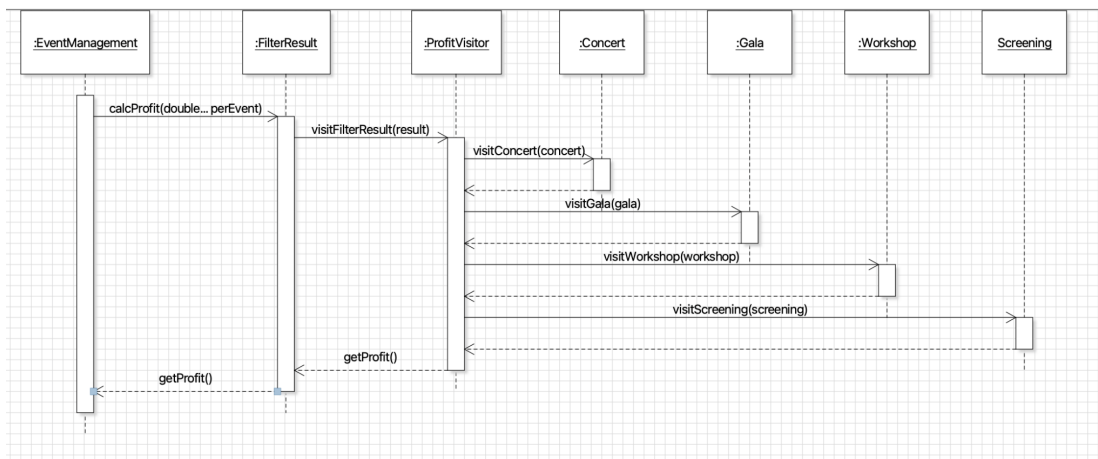 :EventManagement
:FilterResult
:ProfitVisitor
:Concert
:Gala
:Workshop
Screening
calcProfit(double... perEvent)
visitFilterResult(result)
visitConcert(concert)
visitGala(gala)
visitWorkshop(workshop)
visitScreening(screening)
getProfit()
getProfit()